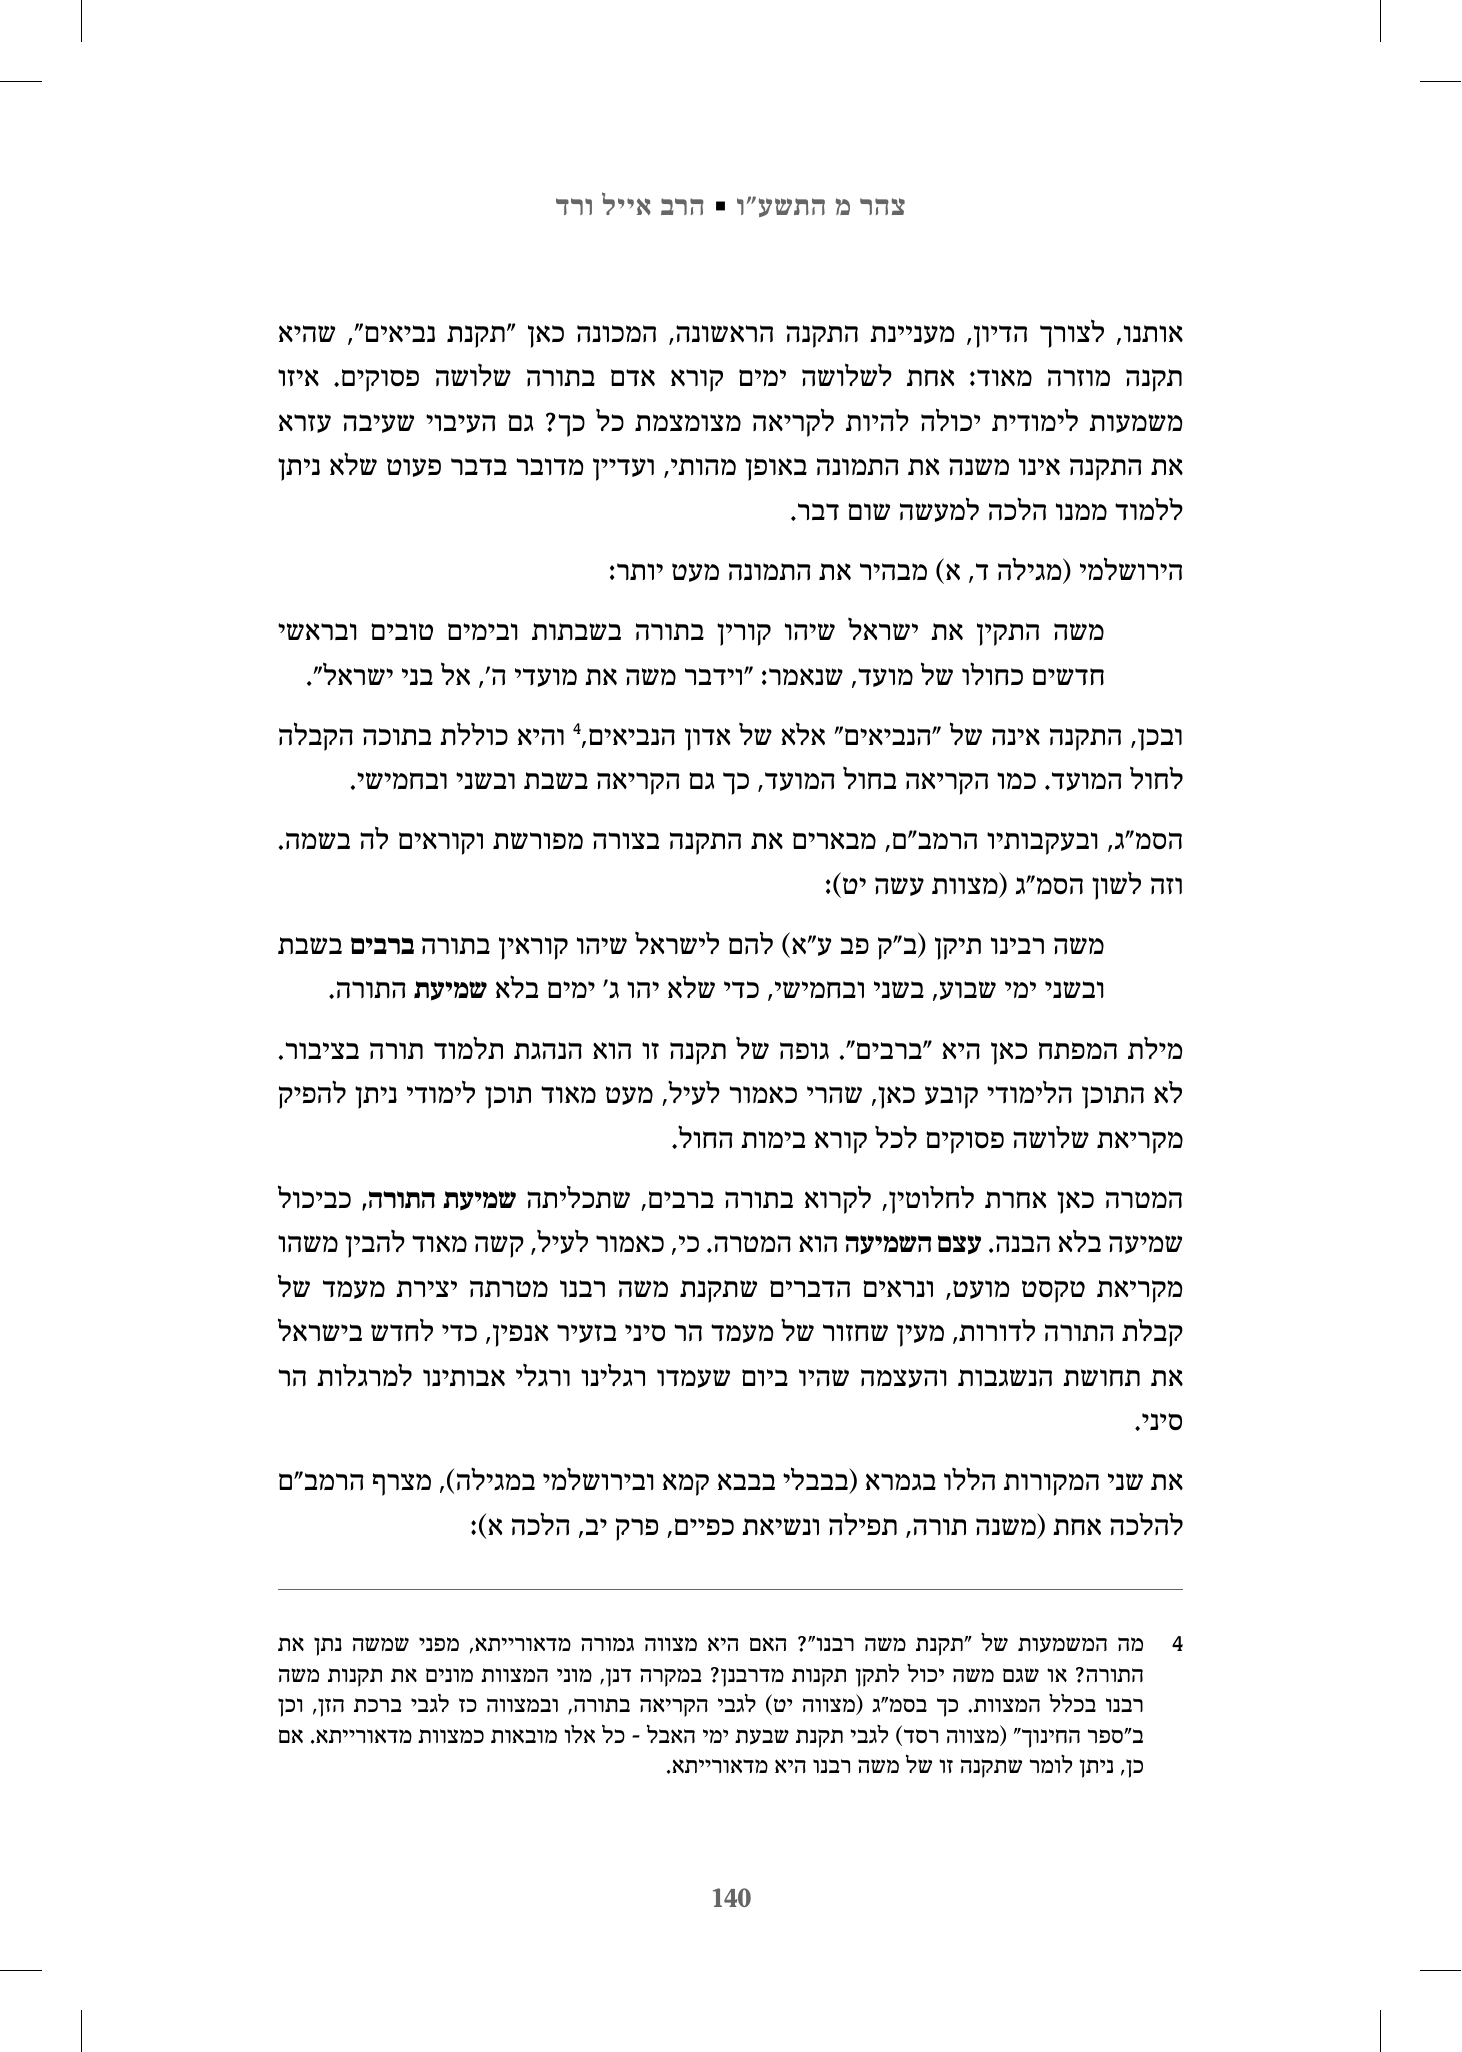 צהר מ התשע"ו ▪ הרב אייל ורד
אותנו, לצורך הדיון, מעניינת התקנה הראשונה, המכונה כאן "תקנת נביאים", שהיא
תקנה מוזרה מאוד: אחת לשלושה ימים קורא אדם בתורה שלושה פסוקים. איזו
משמעות לימודית יכולה להיות לקריאה מצומצמת כל כך? גם העיבוי שעיבה עזרא
את התקנה אינו משנה את התמונה באופן מהותי, ועדיין מדובר בדבר פעוט שלא ניתן
ללמוד ממנו הלכה למעשה שום דבר.
הירושלמי (מגילה ד, א) מבהיר את התמונה מעט יותר:
משה התקין את ישראל שיהו קורין בתורה בשבתות ובימים טובים ובראשי
חדשים כחולו של מועד, שנאמר: "וידבר משה את מועדי ה', אל בני ישראל".
ובכן, התקנה אינה של "הנביאים" אלא של אדון הנביאים,4 והיא כוללת בתוכה הקבלה
לחול המועד. כמו הקריאה בחול המועד, כך גם הקריאה בשבת ובשני ובחמישי.
הסמ"ג, ובעקבותיו הרמב"ם, מבארים את התקנה בצורה מפורשת וקוראים לה בשמה.
וזה לשון הסמ"ג (מצוות עשה יט):
משה רבינו תיקן (ב"ק פב ע"א) להם לישראל שיהו קוראין בתורה ברבים בשבת
ובשני ימי שבוע, בשני ובחמישי, כדי שלא יהו ג' ימים בלא שמיעת התורה.
מילת המפתח כאן היא "ברבים". גופה של תקנה זו הוא הנהגת תלמוד תורה בציבור.
לא התוכן הלימודי קובע כאן, שהרי כאמור לעיל, מעט מאוד תוכן לימודי ניתן להפיק
מקריאת שלושה פסוקים לכל קורא בימות החול.
המטרה כאן אחרת לחלוטין, לקרוא בתורה ברבים, שתכליתה שמיעת התורה, כביכול
שמיעה בלא הבנה. עצם השמיעה הוא המטרה. כי, כאמור לעיל, קשה מאוד להבין משהו
מקריאת טקסט מועט, ונראים הדברים שתקנת משה רבנו מטרתה יצירת מעמד של
קבלת התורה לדורות, מעין שחזור של מעמד הר סיני בזעיר אנפין, כדי לחדש בישראל
את תחושת הנשגבות והעצמה שהיו ביום שעמדו רגלינו ורגלי אבותינו למרגלות הר
סיני.
את שני המקורות הללו בגמרא (בבבלי בבבא קמא ובירושלמי במגילה), מצרף הרמב"ם
להלכה אחת (משנה תורה, תפילה ונשיאת כפיים, פרק יב, הלכה א):
4 מה המשמעות של "תקנת משה רבנו"? האם היא מצווה גמורה מדאורייתא, מפני שמשה נתן את
התורה? או שגם משה יכול לתקן תקנות מדרבנן? במקרה דנן, מוני המצוות מונים את תקנות משה
רבנו בכלל המצוות. כך בסמ"ג (מצווה יט) לגבי הקריאה בתורה, ובמצווה כז לגבי ברכת הזן, וכן
ב"ספר החינוך" (מצווה רסד) לגבי תקנת שבעת ימי האבל - כל אלו מובאות כמצוות מדאורייתא. אם
כן, ניתן לומר שתקנה זו של משה רבנו היא מדאורייתא.
140